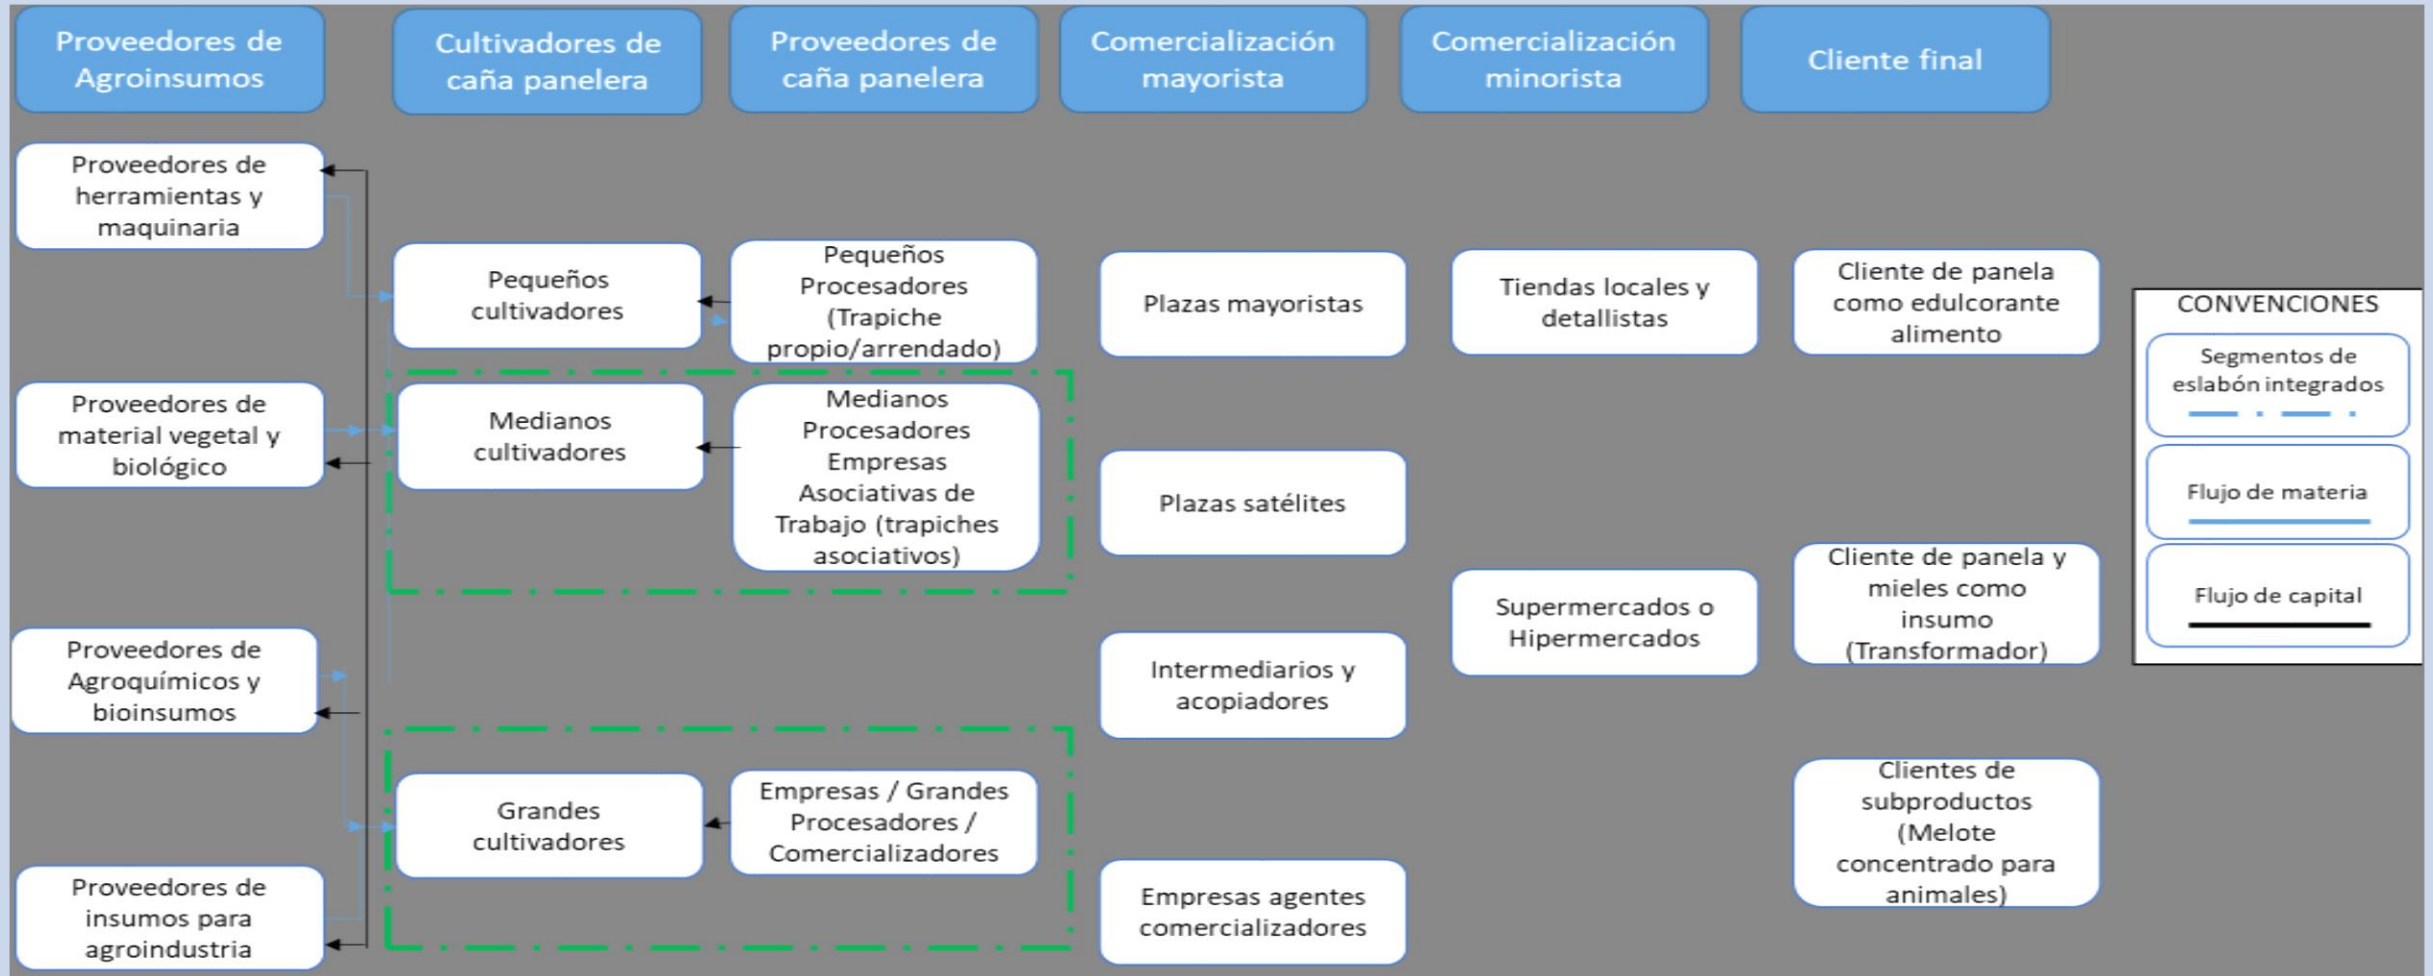 Proveedores de
Agroinsumos
Cultivadores de
caña panelera
Proveedores de
caña panelera
Comercialización
mayorista
Comercialización
minorista
Cliente final
Proveedores de
herramientas y
maquinaria
Proveedores de
material vegetal y
biológico
Proveedores de
Agroquímicos y
bioinsumos
Proveedores de
insumos para
agroindustria
Pequeños
cultivadores
Medianos
cultivadores
Grandes
cultivadores
Pequeños
Procesadores
(Trapiche
propio/arrendado)
Medianos
Procesadores
Empresas
Asociativas de
Trabajo (trapiches
asociativos)
Empresas / Grandes
Procesadores /
Comercializadores
Plazas mayoristas
Plazas satélites
Intermediarios y
acopiadores
Empresas agentes
comercializadores
Tiendas locales y
detallistas
Supermercados o
Hipermercados
Cliente de panela
como edulcorante
alimento
Cliente de panela y
mieles como
insumo
(Transformador)
Clientes de
subproductos
(Melote
concentrado para
animales)
CONVENCIONES
Segmentos de
eslabón integrados
Flujo de materia
Flujo de capital